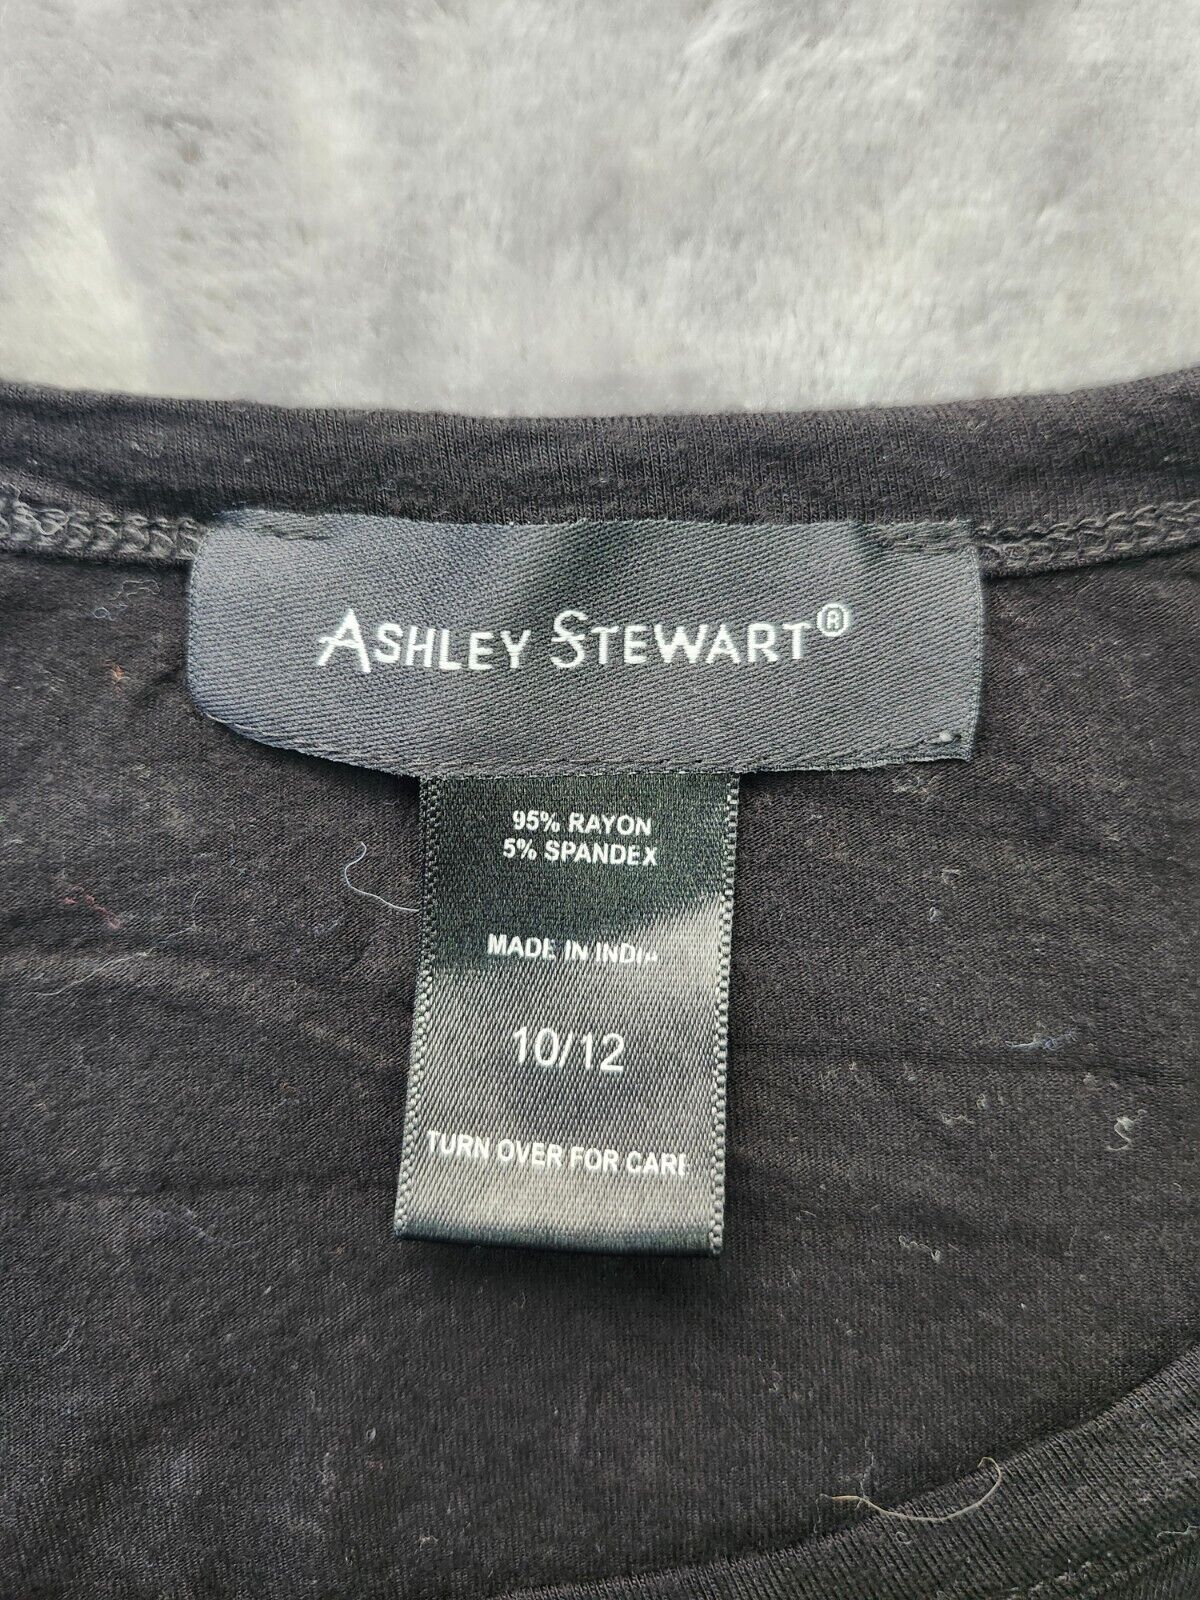 ASHLEY STEWART®
95% RAYON
5% SPANDEX
MADE IN INDIA
10/12
TURN OVER FOR CARE